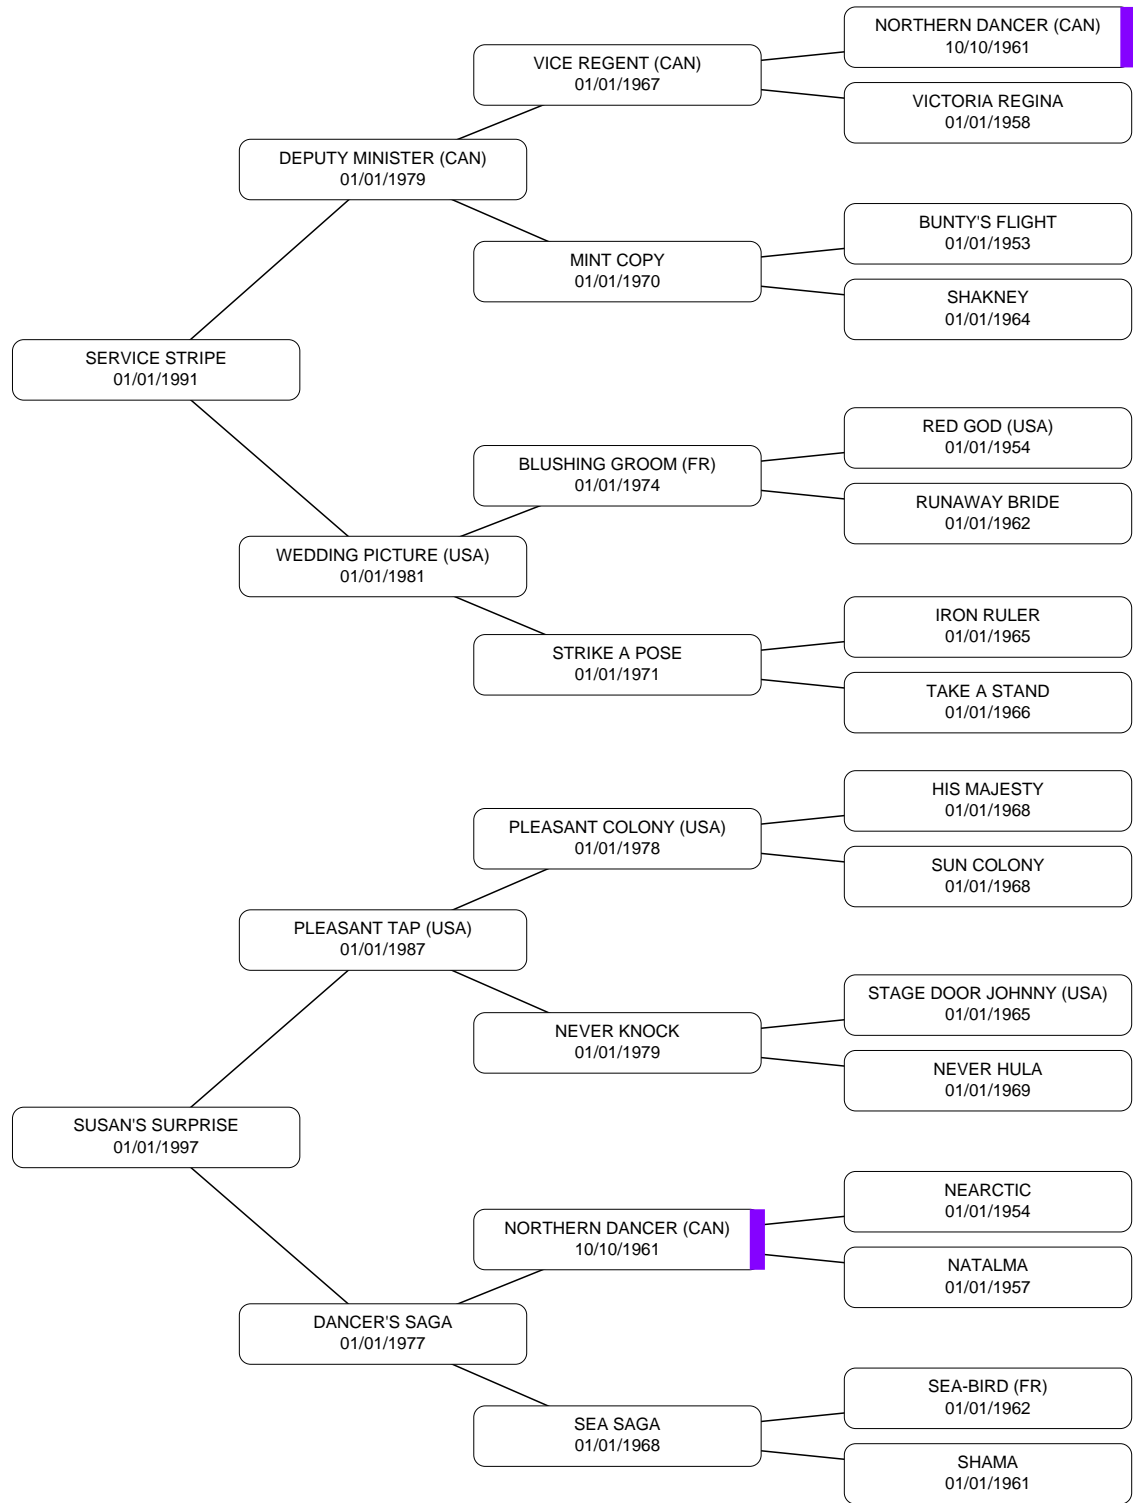 NORTHERN DANCER (CAN)
10/10/1961
VICE REGENT (CAN)
01/01/1967
VICTORIA REGINA
01/01/1958
DEPUTY MINISTER (CAN)
01/01/1979
BUNTY'S FLIGHT
01/01/1953
MINT COPY
01/01/1970
SHAKNEY
01/01/1964
SERVICE STRIPE
01/01/1991
RED GOD (USA)
01/01/1954
BLUSHING GROOM (FR)
01/01/1974
RUNAWAY BRIDE
01/01/1962
WEDDING PICTURE (USA)
01/01/1981
IRON RULER
01/01/1965
STRIKE A POSE
01/01/1971
TAKE A STAND
01/01/1966
HIS MAJESTY
01/01/1968
PLEASANT COLONY (USA)
01/01/1978
SUN COLONY
01/01/1968
PLEASANT TAP (USA)
01/01/1987
STAGE DOOR JOHNNY (USA)
01/01/1965
NEVER KNOCK
01/01/1979
NEVER HULA
01/01/1969
SUSAN'S SURPRISE
01/01/1997
NEARCTIC
01/01/1954
NORTHERN DANCER (CAN)
10/10/1961
NATALMA
01/01/1957
DANCER'S SAGA
01/01/1977
SEA-BIRD (FR)
01/01/1962
SEA SAGA
01/01/1968
SHAMA
01/01/1961